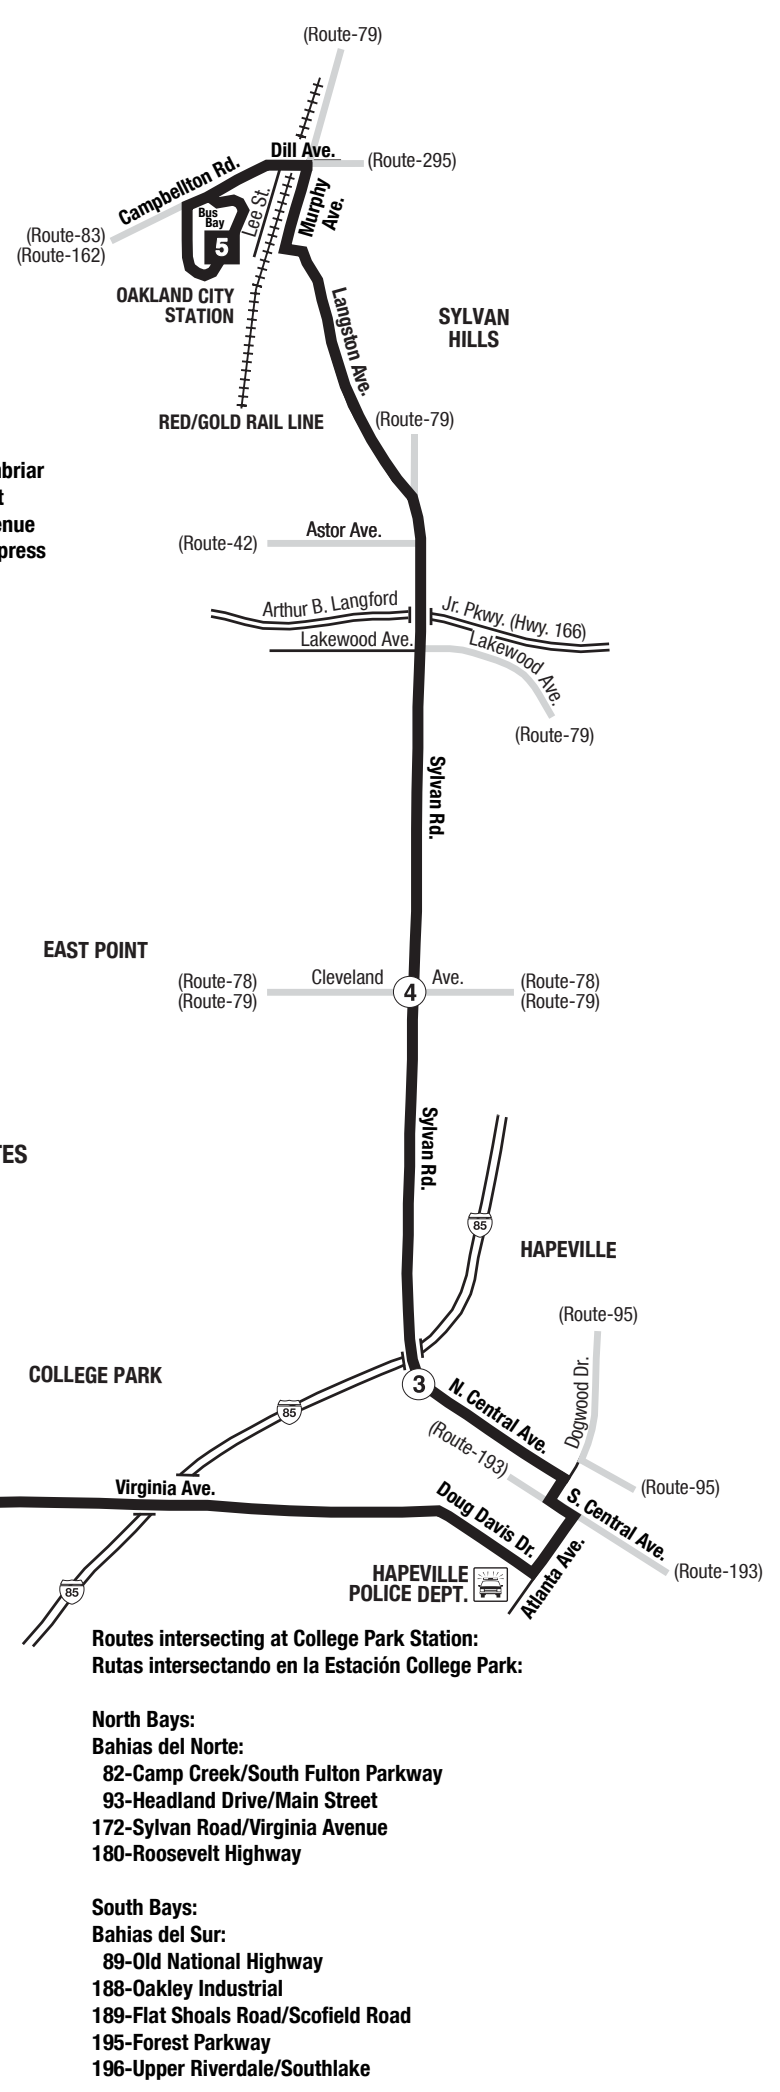 (Route-79)
Dill Ave.
(Route-295)
Campbellton Rd.
Lee St.
Murphy
Ave.
Bus
Bay
5
(Route-83)
(Route-162)
OAKLAND CITY
STATION
Langston Ave.
SYLVAN
HILLS
RED/GOLD RAIL LINE
(Route-79)
briar
t
enue
press
Astor Ave.
(Route-42)
Arthur B. Langford
Jr. Pkwy. (Hwy. 166)
Lakewood Ave.
Lakewood Ave.
(Route-79)
Sylvan Rd.
EAST POINT
(Route-78)
(Route-79)
Cleveland
4
Ave.
(Route-78)
(Route-79)
Sylvan Rd.
TES
85
HAPEVILLE
(Route-95)
COLLEGE PARK
3
N. Central Ave.
Dogwood Dr.
85
(Route-193)
(Route-95)
Virginia Ave.
Doug Davis Dr.
S. Central Ave.
(Route-193)
Atlanta Ave.
HAPEVILLE
POLICE DEPT.
85
Routes intersecting at College Park Station:
Rutas intersectando en la Estación College Park:
North Bays:
Bahias del Norte:
82-Camp Creek/South Fulton Parkway
93-Headland Drive/Main Street
172-Sylvan Road/Virginia Avenue
180-Roosevelt Highway
South Bays:
Bahias del Sur:
89-Old National Highway
188-Oakley Industrial
189-Flat Shoals Road/Scofield Road
195-Forest Parkway
196-Upper Riverdale/Southlake